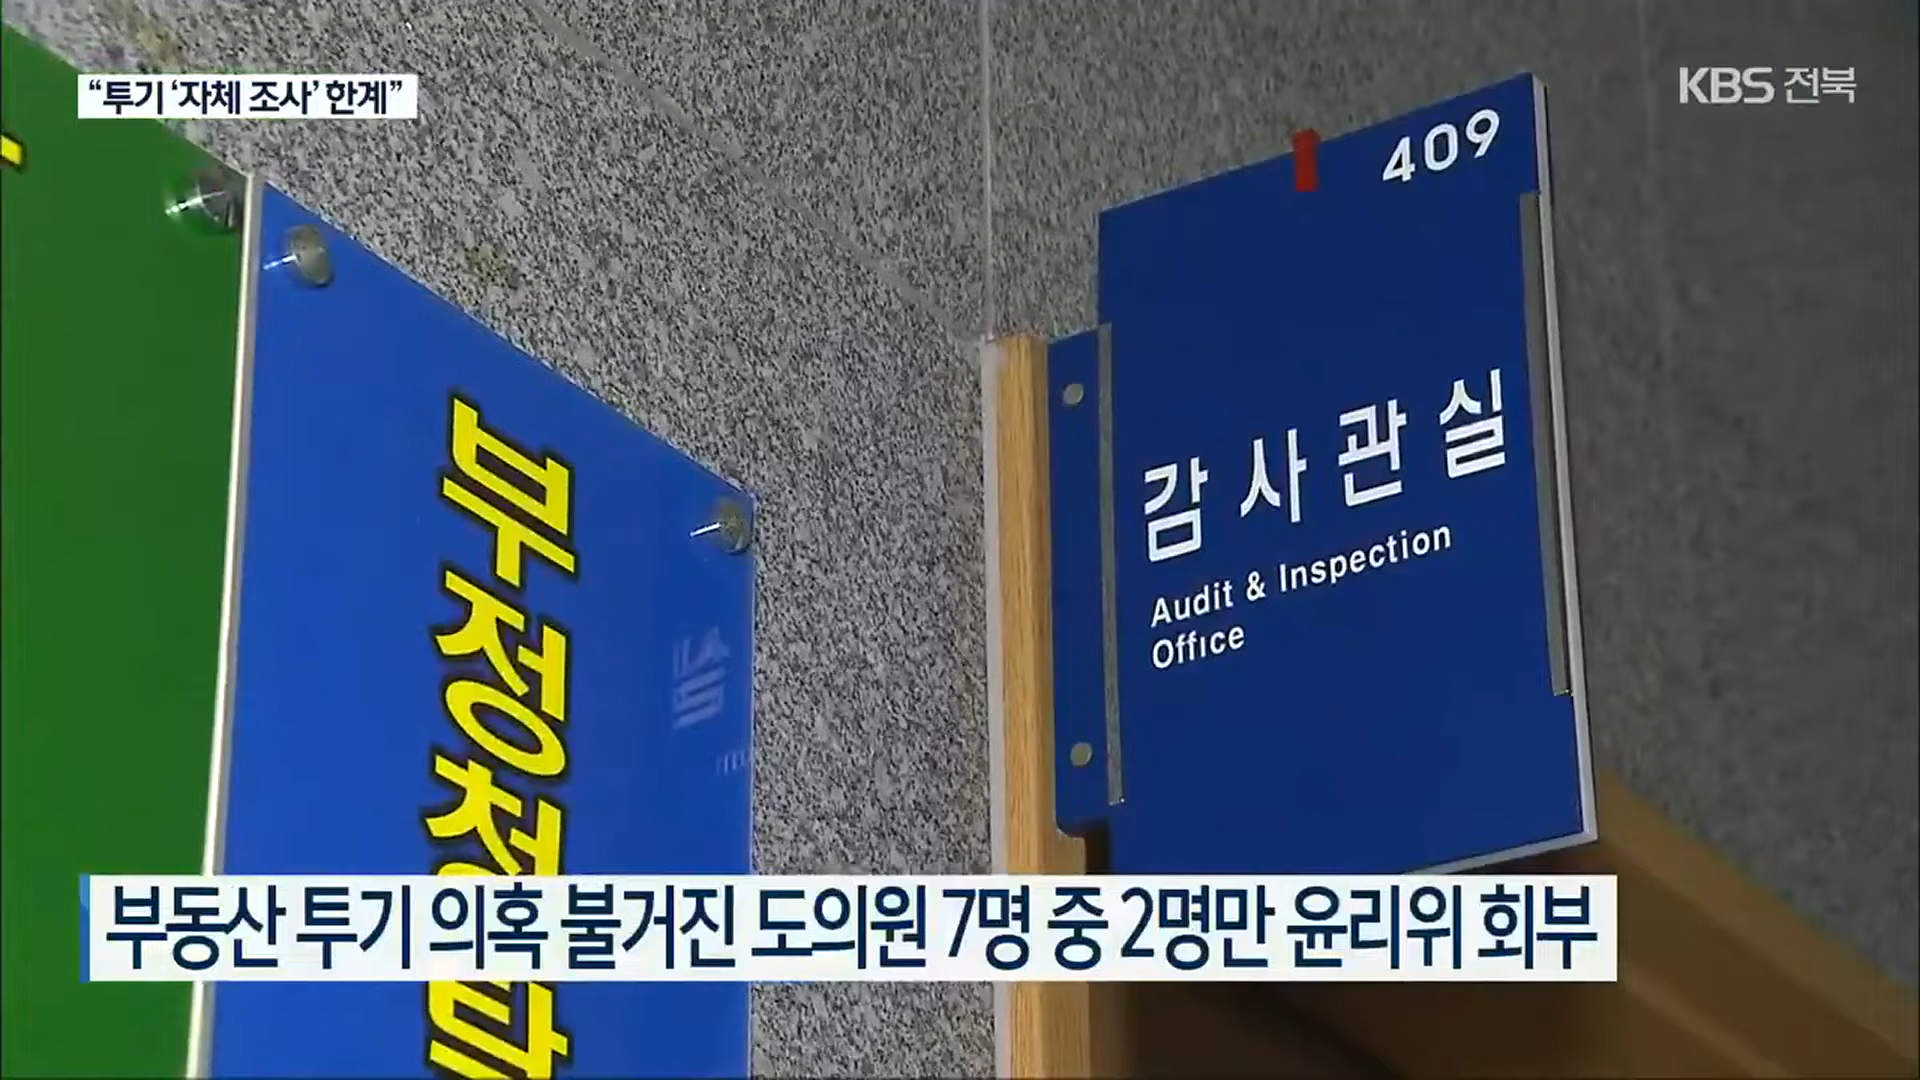 “투기 ‘자체 조사’ 한계”
KBS 전북
409
감사관실
Audit & Inspection
Office
부정청탁
부동산 투기 의혹 불거진 도의원 7명 중 2명만 윤리위 회부